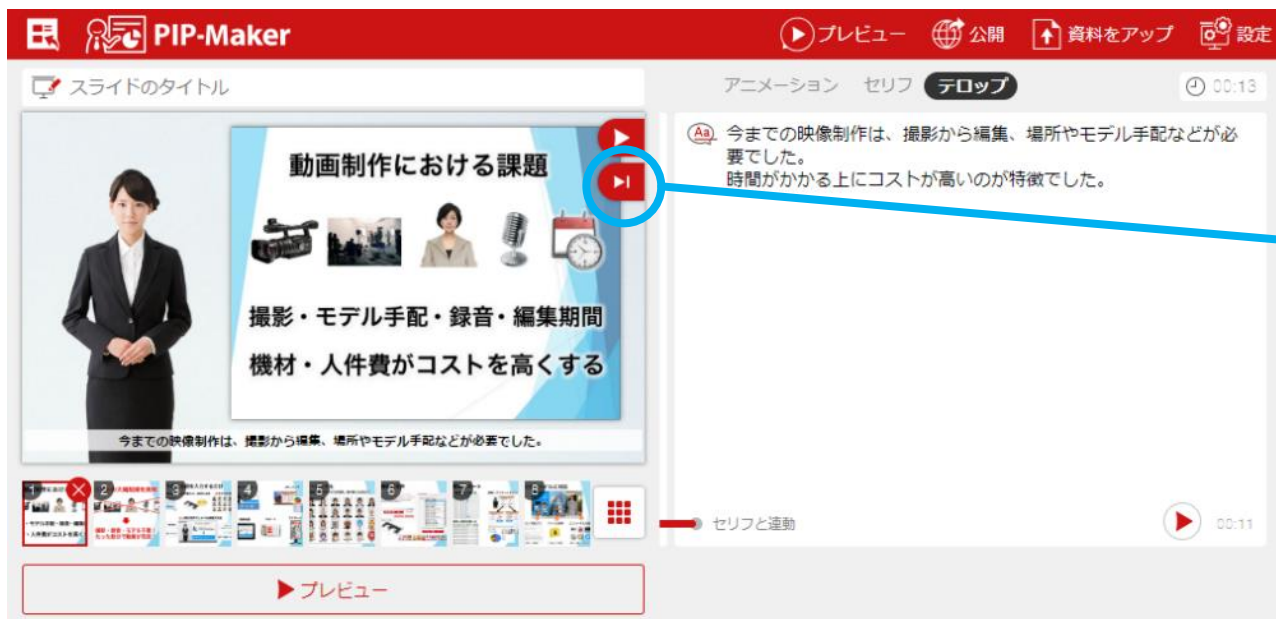 PIP-Maker
プレビュー
公開
資料をアップ
設定
スライドのタイトル
アニメーション
セリフ
テロップ
00:13
動画制作における課題
撮影・モデル手配・録音・編集期間
機材・人件費がコストを高くする
今までの映像制作は、撮影から編集、場所やモデル手配などが必要でした。
Aa
今までの映像制作は、撮影から編集、場所やモデル手配などが必
要でした。
時間がかかる上にコストが高いのが特徴でした。
1
2
3
4
5
6
7
8
セリフと連動
00:11
プレビュー